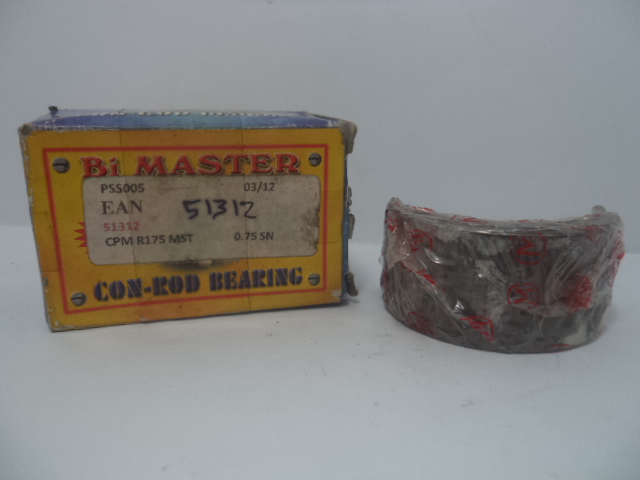 Bi MASTER
PSS005 03/12
EAN 51312
51312
CPM R175 MST 0.75 SN
CON-ROD BEARING